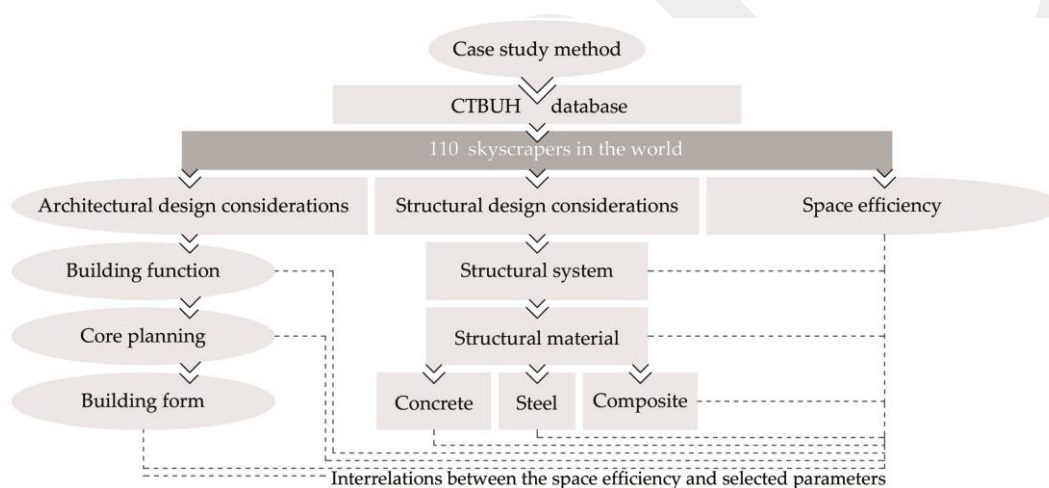 Case study method
CTBUH database
110 skyscrapers in the world
Architectural design considerations
Structural design considerations
Space efficiency
Building function
Structural system
Core planning
Structural material
Building form
Concrete
Steel
Composite
Interrelations between the space efficiency and selected parameters